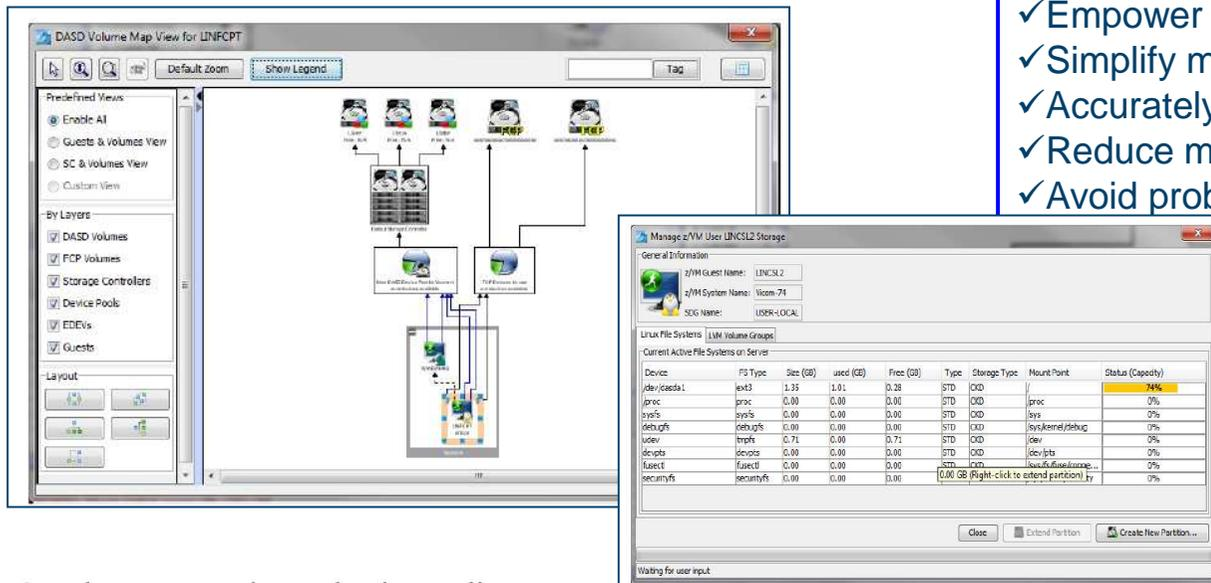 ✓Empower
✓Simplify m
✓Accurately
✓Reduce m
✓Avoid prob
DASD Volume Map View for LINFCPT
Default Zoom
Show Legend
Tag
Predefined Views
Enable All
Guests & Volumes View
SC & Volumes View
Custom View
By Layers
DASD Volumes
FCP Volumes
Storage Controllers
Device Pools
EDEVs
Guests
Layout
Manage z/VM User LINCSL2 Storage
General Information
z/VM Guest Name: LINCSL2
z/VM System Name: Vicom-74
SDG Name: USER-LOCAL
Linux File Systems LVM Volume Groups
Current Active File Systems on Server
Device FS Type Size (GB) used (GB) Free (GB) Type Storage Type Mount Point Status (Capacity)
/dev/dasda1 ext3 1.35 1.01 0.28 STD CKD / 74%
/proc proc 0.00 0.00 0.00 STD CKD /proc 0%
sysfs sysfs 0.00 0.00 0.00 STD CKD /sys 0%
debugfs debugfs 0.00 0.00 0.00 STD CKD /sys/kernel/debug 0%
udev tmpfs 0.71 0.00 0.71 STD CKD /dev 0%
devpts devpts 0.00 0.00 0.00 STD CKD /dev/pts 0%
fusectl fusectl 0.00 0.00 0.00 STD CKD /sys/fs/fuse/conne... 0%
securityfs securityfs 0.00 0.00 0.00 ty 0%
0.00 GB (Right-click to extend partition)
Close
Extend Partition
Create New Partition...
Waiting for user input